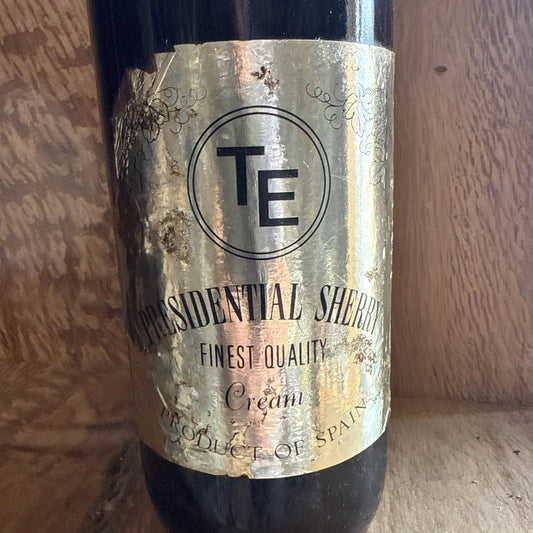 TE
PRESIDENTIAL SHERRY
FINEST QUALITY
Cream
PRODUCT OF SPAIN